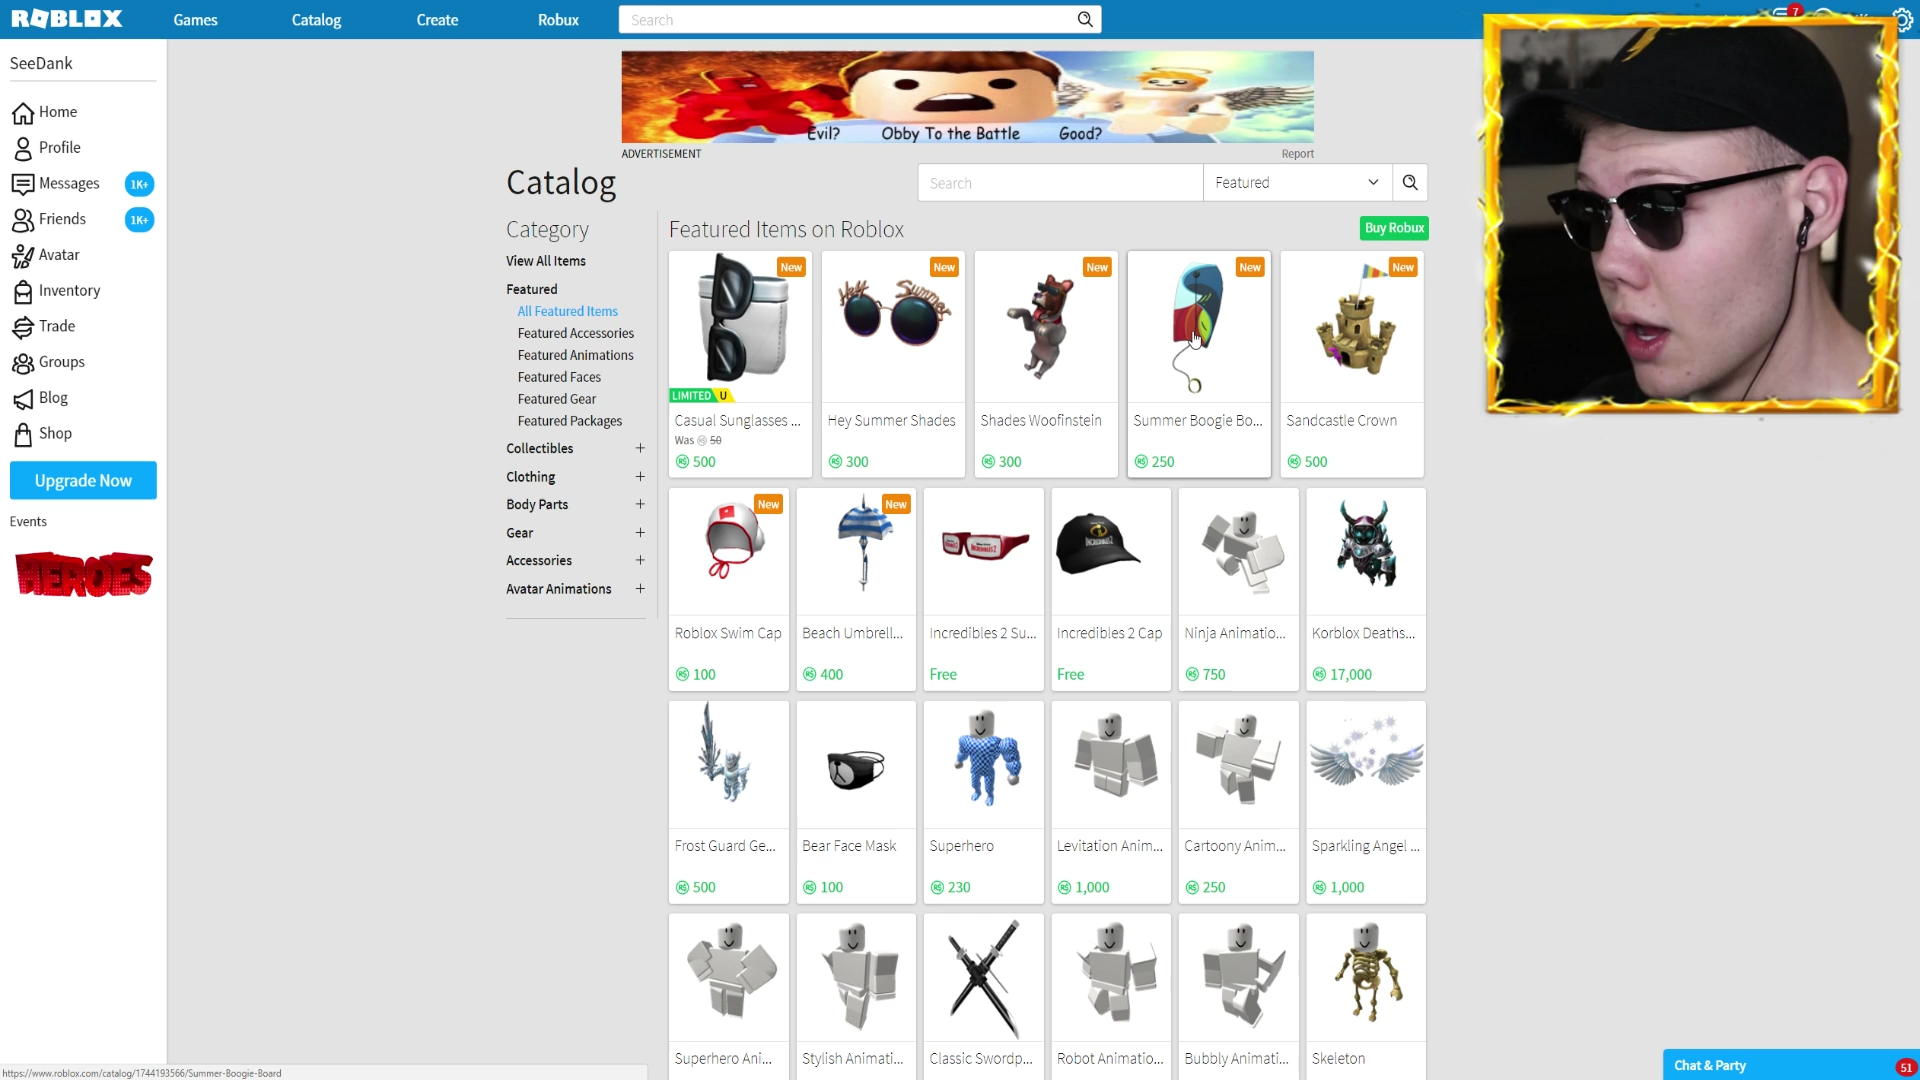 ROBLOX
Games
Catalog
Create
Robux
Search
7
SeeDank
Home
Profile
Messages
1K+
Friends
1K+
Avatar
Inventory
Trade
Groups
Blog
Shop
Upgrade Now
Events
HEROES
Evil? Obby To the Battle Good?
ADVERTISEMENT
Report
Catalog
Search
Featured
Category
View All Items
Featured
All Featured Items
Featured Accessories
Featured Animations
Featured Faces
Featured Gear
Featured Packages
Collectibles +
Clothing +
Body Parts +
Gear +
Accessories +
Avatar Animations +
Featured Items on Roblox
Buy Robux
New
LIMITED U
Casual Sunglasses ...
Was R$ 50
R$ 500
New
Hey Summer
Hey Summer Shades
R$ 300
New
Shades Woofinstein
R$ 300
New
Summer Boogie Bo...
R$ 250
New
Sandcastle Crown
R$ 500
New
Roblox Swim Cap
R$ 100
New
Beach Umbrell...
R$ 400
Incredibles 2 Su...
Free
INCREDIBLES 2
Incredibles 2 Cap
Free
Ninja Animatio...
R$ 750
Korblox Deaths...
R$ 17,000
Frost Guard Ge...
R$ 500
Bear Face Mask
R$ 100
Superhero
R$ 230
Levitation Anim...
R$ 1,000
Cartoony Anim...
R$ 250
Sparkling Angel ...
R$ 1,000
Superhero Ani...
Stylish Animati...
Classic Swordp...
Robot Animatio...
Bubbly Animati...
Skeleton
https://www.roblox.com/catalog/1744193566/Summer-Boogie-Board
Chat & Party
51